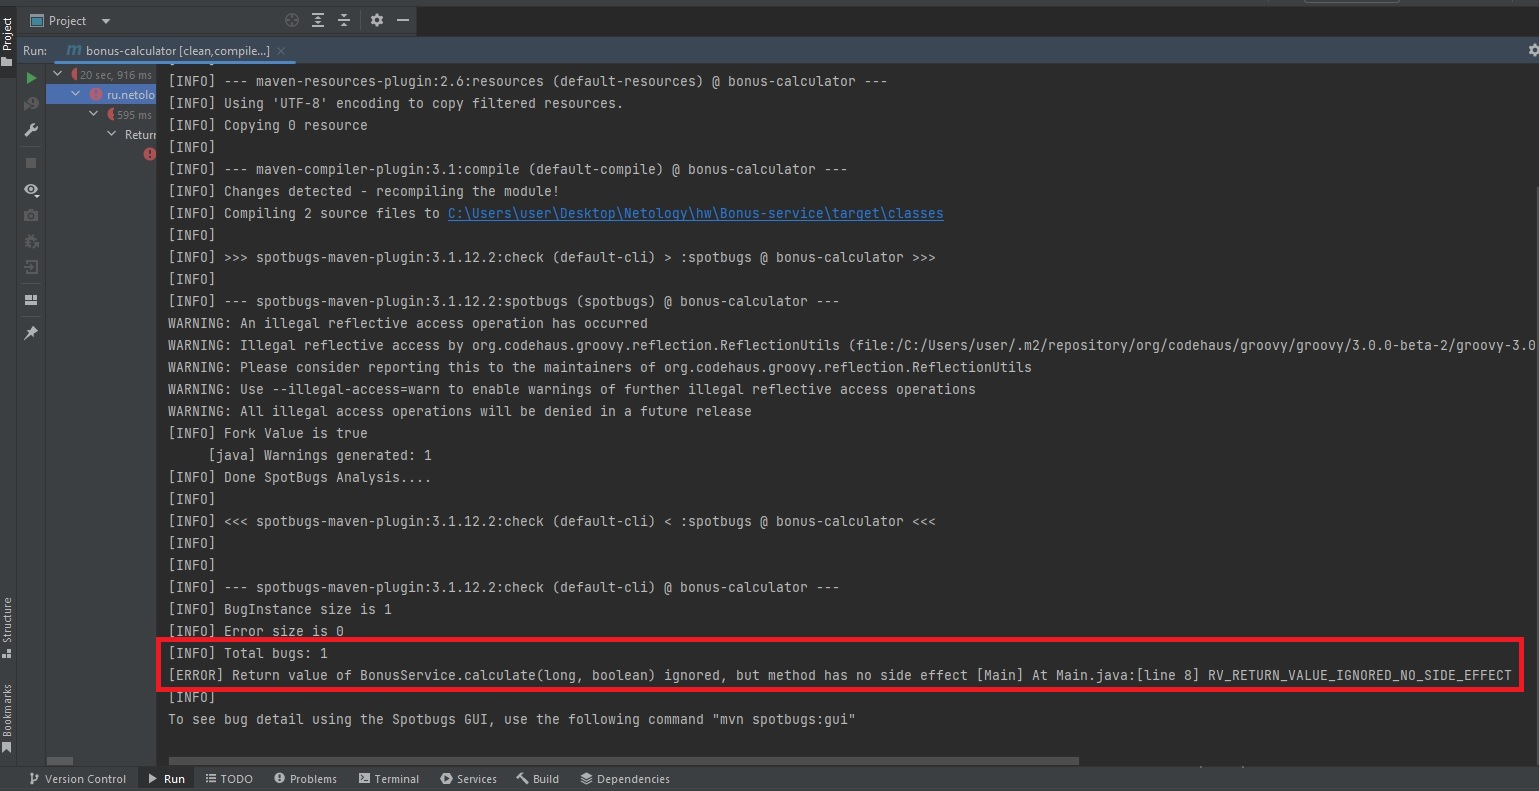 Project
Project
Run:
bonus-calculator [clean,compile...]
20 sec, 916 ms
ru.netolo
595 ms
Return
[INFO] --- maven-resources-plugin:2.6:resources (default-resources) @ bonus-calculator ---
[INFO] Using 'UTF-8' encoding to copy filtered resources.
[INFO] Copying 0 resource
[INFO]
[INFO] --- maven-compiler-plugin:3.1:compile (default-compile) @ bonus-calculator ---
[INFO] Changes detected - recompiling the module!
[INFO] Compiling 2 source files to C:\Users\user\Desktop\Netology\hw\Bonus-service\target\classes
[INFO]
[INFO] >>> spotbugs-maven-plugin:3.1.12.2:check (default-cli) > :spotbugs @ bonus-calculator >>>
[INFO]
[INFO] --- spotbugs-maven-plugin:3.1.12.2:spotbugs (spotbugs) @ bonus-calculator ---
WARNING: An illegal reflective access operation has occurred
WARNING: Illegal reflective access by org.codehaus.groovy.reflection.ReflectionUtils (file:/C:/Users/user/.m2/repository/org/codehaus/groovy/groovy/3.0.0-beta-2/groovy-3.0
WARNING: Please consider reporting this to the maintainers of org.codehaus.groovy.reflection.ReflectionUtils
WARNING: Use --illegal-access=warn to enable warnings of further illegal reflective access operations
WARNING: All illegal access operations will be denied in a future release
[INFO] Fork Value is true
[java] Warnings generated: 1
[INFO] Done SpotBugs Analysis....
[INFO]
[INFO] <<< spotbugs-maven-plugin:3.1.12.2:check (default-cli) < :spotbugs @ bonus-calculator <<<
[INFO]
[INFO]
[INFO] --- spotbugs-maven-plugin:3.1.12.2:check (default-cli) @ bonus-calculator ---
[INFO] BugInstance size is 1
[INFO] Error size is 0
[INFO] Total bugs: 1
[ERROR] Return value of BonusService.calculate(long, boolean) ignored, but method has no side effect [Main] At Main.java:[line 8] RV_RETURN_VALUE_IGNORED_NO_SIDE_EFFECT
[INFO]
To see bug detail using the Spotbugs GUI, use the following command "mvn spotbugs:gui"
Structure
Bookmarks
Version Control
Run
TODO
Problems
Terminal
Services
Build
Dependencies